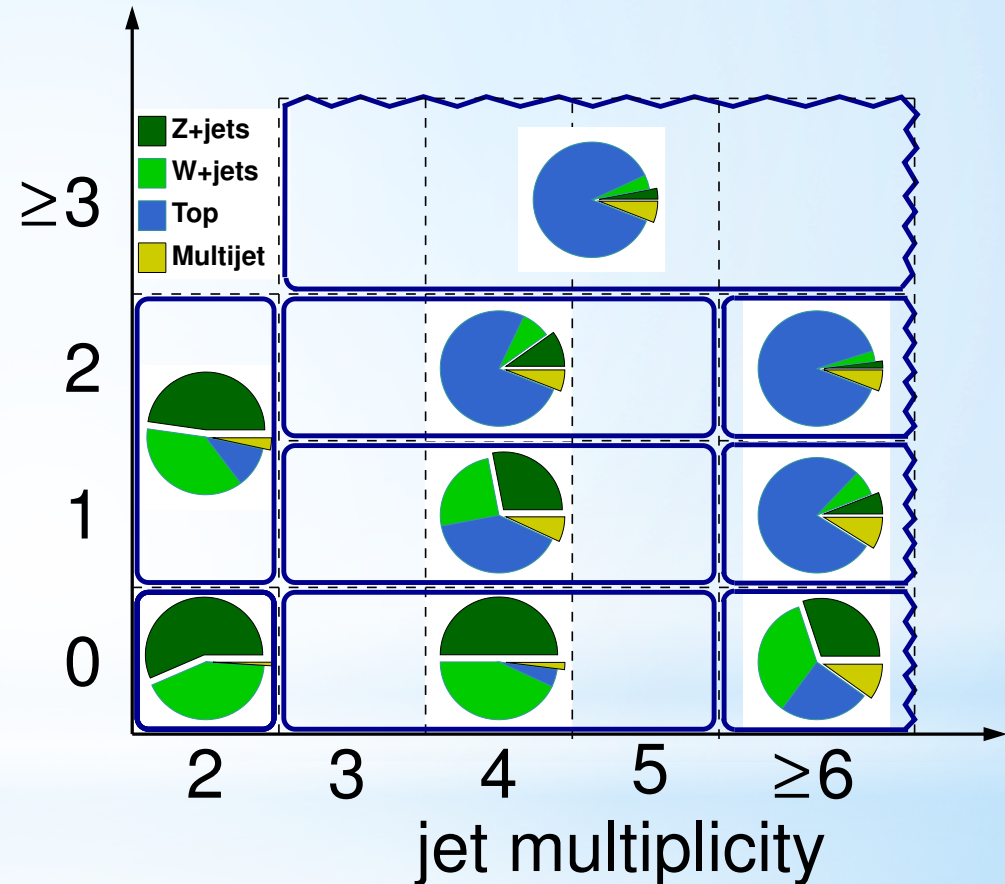 Z+jets
W+jets
Top
Multijet
≥3
2
1
0
2 3 4 5 ≥6
jet multiplicity